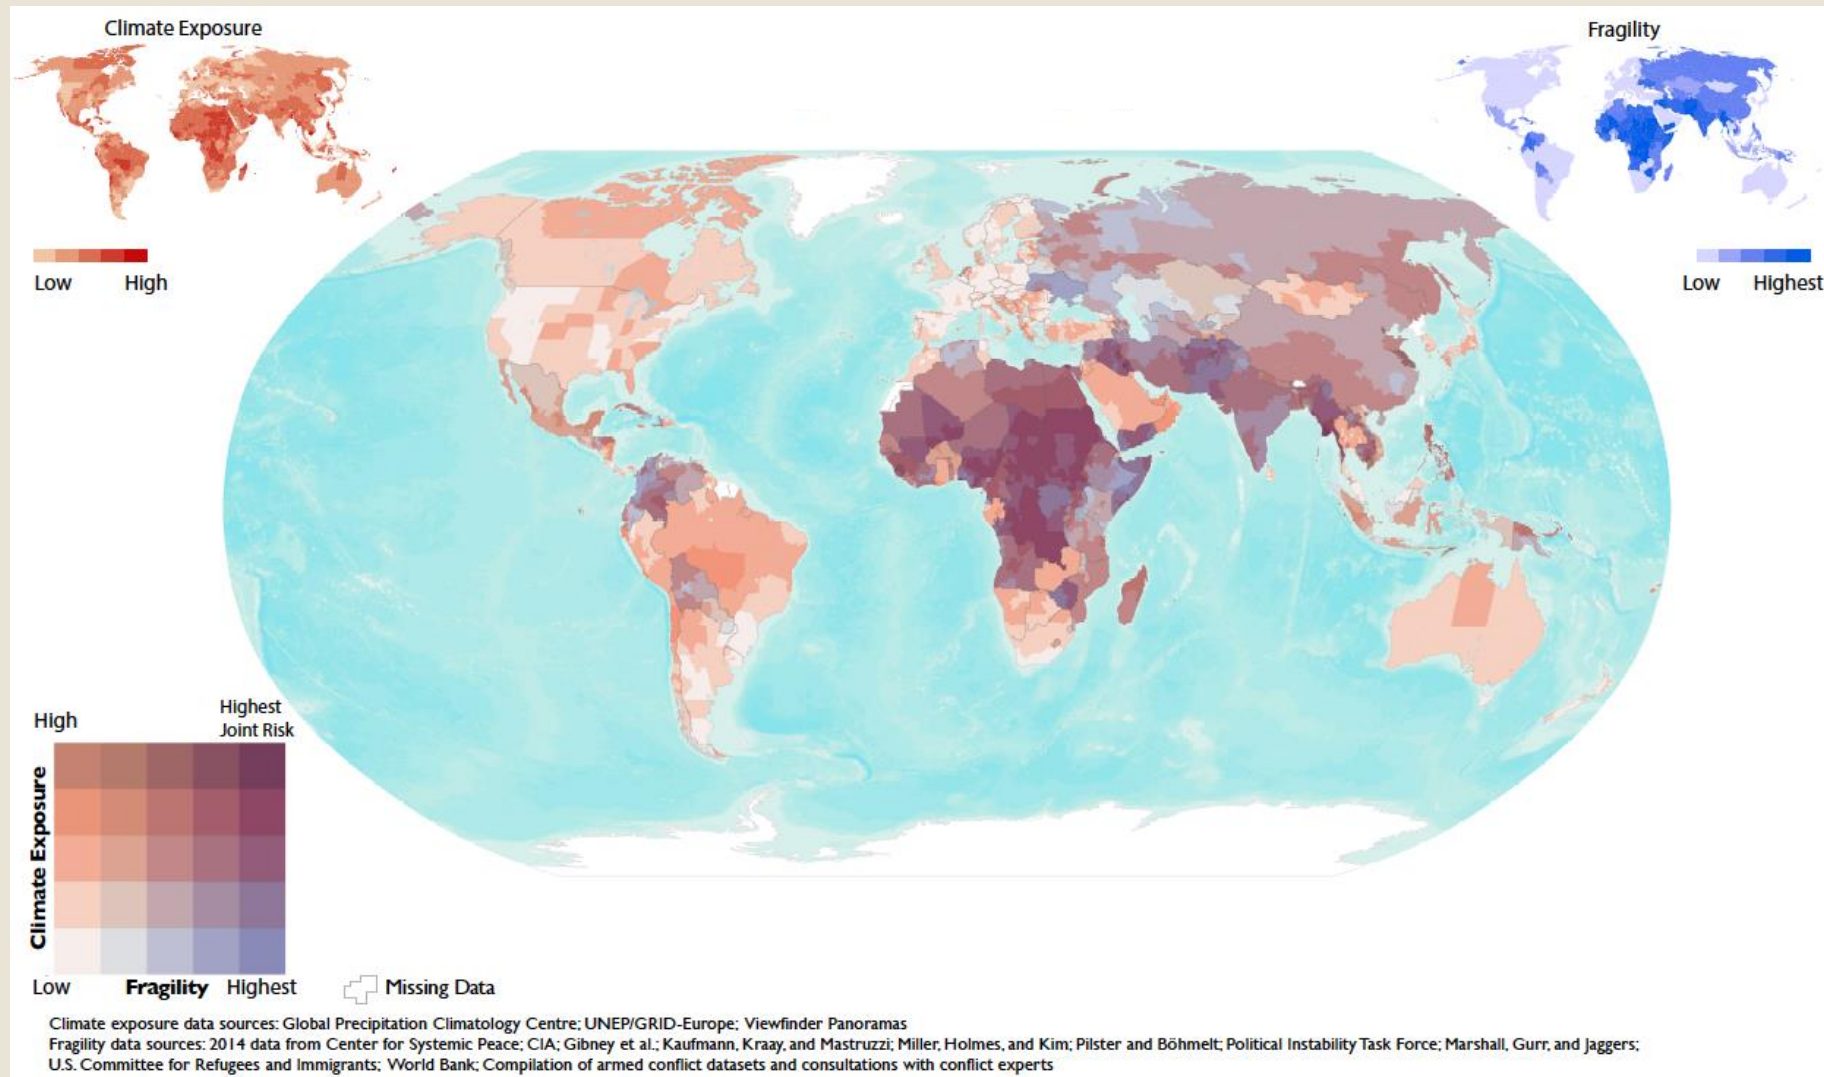 Climate Exposure
Low High
Fragility
Low Highest
High
Highest
Joint Risk
Climate Exposure
Low Fragility Highest
Missing Data
Climate exposure data sources: Global Precipitation Climatology Centre; UNEP/GRID-Europe; Viewfinder Panoramas
Fragility data sources: 2014 data from Center for Systemic Peace; CIA; Gibney et al.; Kaufmann, Kraay, and Mastruzzi; Miller, Holmes, and Kim; Pilster and Böhmelt; Political Instability Task Force; Marshall, Gurr, and Jaggers;
U.S. Committee for Refugees and Immigrants; World Bank; Compilation of armed conflict datasets and consultations with conflict experts